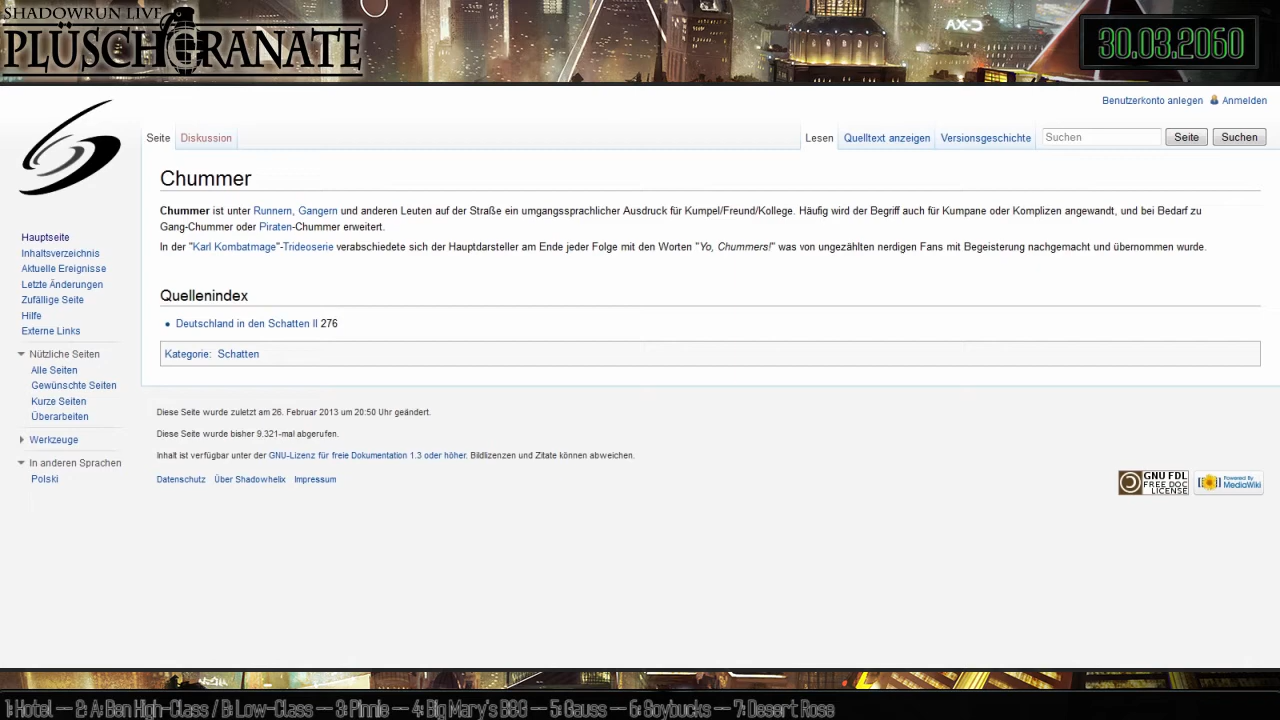 SHADOWRUN LIVE
PLÜSCHGRANATE
30.03.2060
Benutzerkonto anlegen Anmelden
Seite Diskussion Lesen Quelltext anzeigen Versionsgeschichte Suchen Seite Suchen
Chummer
Chummer ist unter Runnern, Gangern und anderen Leuten auf der Straße ein umgangssprachlicher Ausdruck für Kumpel/Freund/Kollege. Häufig wird der Begriff auch für Kumpane oder Komplizen angewandt, und bei Bedarf zu
Gang-Chummer oder Piraten-Chummer erweitert.
In der "Karl Kombatmage"-Trideoserie verabschiedete sich der Hauptdarsteller am Ende jeder Folge mit den Worten "Yo, Chummers!" was von ungezählten nerdigen Fans mit Begeisterung nachgemacht und übernommen wurde.
Quellenindex
Deutschland in den Schatten II 276
Kategorie: Schatten
Hauptseite
Inhaltsverzeichnis
Aktuelle Ereignisse
Letzte Änderungen
Zufällige Seite
Hilfe
Externe Links
Nützliche Seiten
Alle Seiten
Gewünschte Seiten
Kurze Seiten
Überarbeiten
Werkzeuge
In anderen Sprachen
Polski
Diese Seite wurde zuletzt am 26. Februar 2013 um 20:50 Uhr geändert.
Diese Seite wurde bisher 9.321-mal abgerufen.
Inhalt ist verfügbar unter der GNU-Lizenz für freie Dokumentation 1.3 oder höher. Bildlizenzen und Zitate können abweichen.
Datenschutz Über Shadowhelix Impressum
GNU FDL
FREE DOC
LICENSE
Powered By
MediaWiki
1: Hotel -- 2: A: Ben High-Class / B: Low-Class -- 3: Pinnie -- 4: Big Mary's BBQ -- 5: Gauss -- 6: Soybucks -- 7: Desert Rose